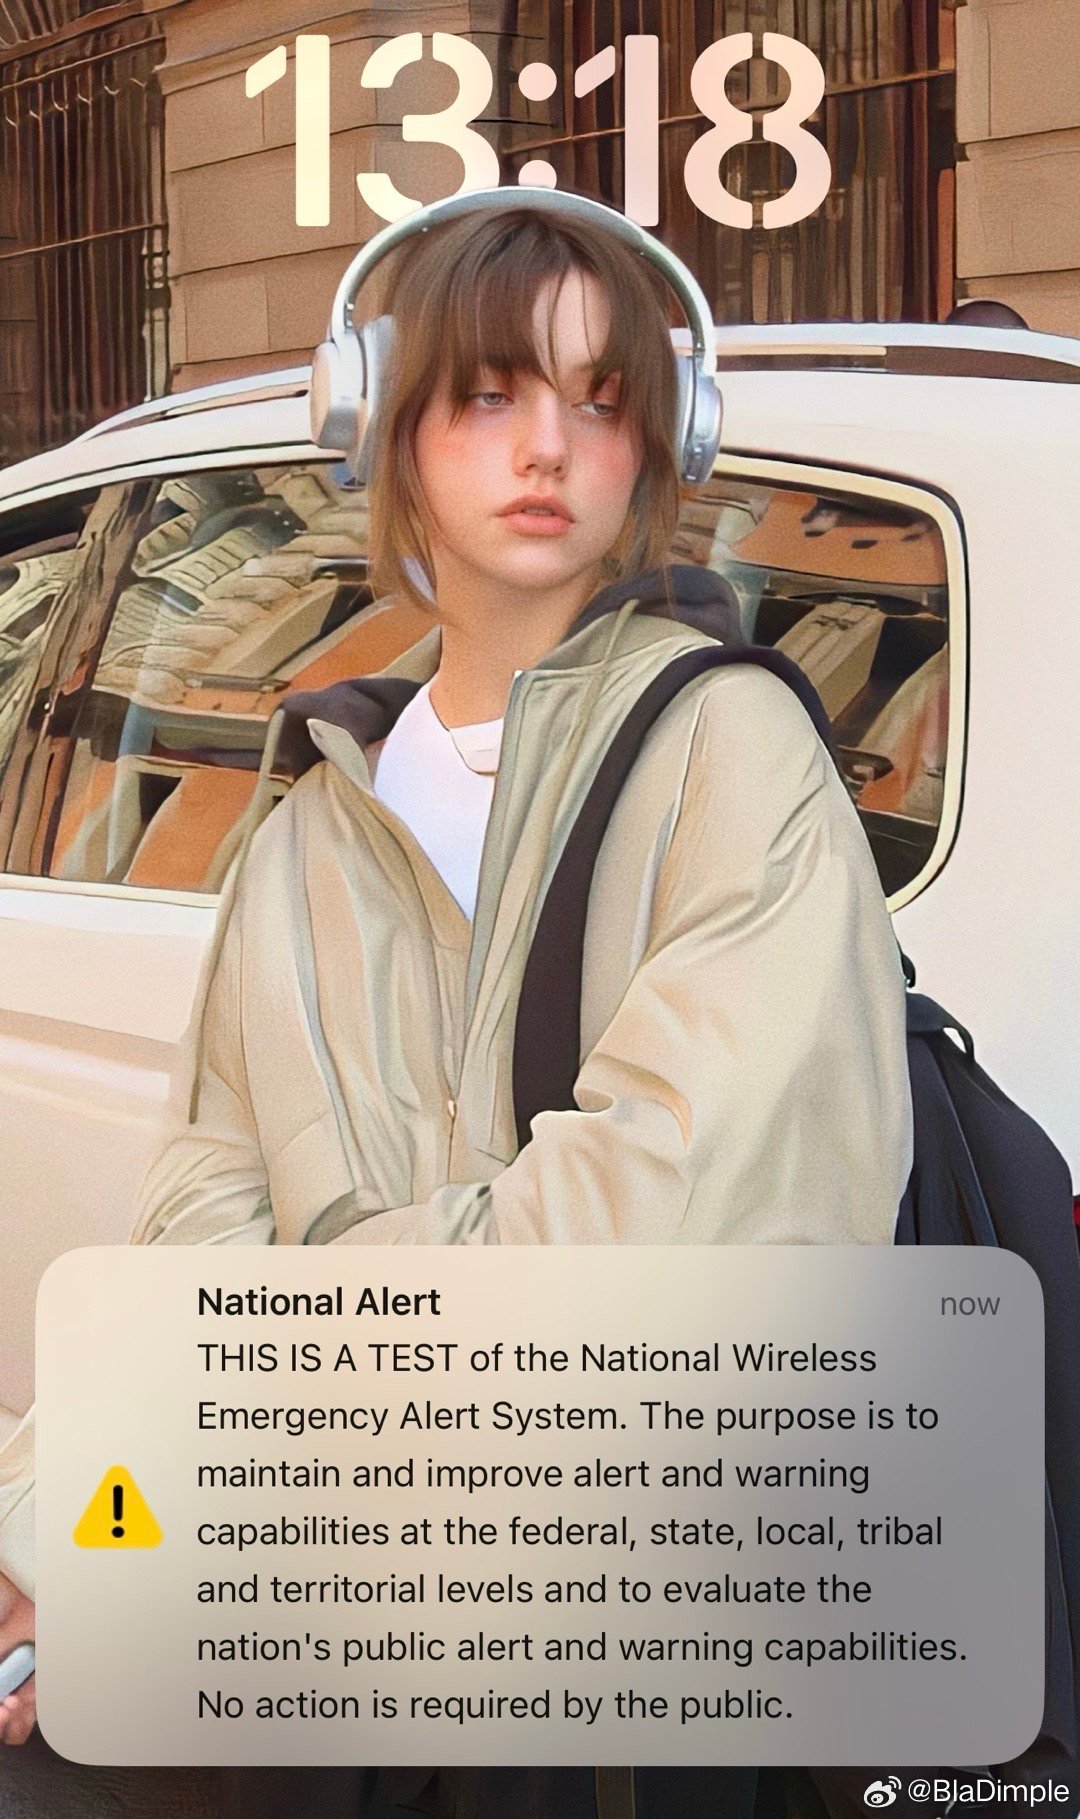 13:18
National Alert now
THIS IS A TEST of the National Wireless
Emergency Alert System. The purpose is to
maintain and improve alert and warning
capabilities at the federal, state, local, tribal
and territorial levels and to evaluate the
nation's public alert and warning capabilities.
No action is required by the public.
@BlaDimple